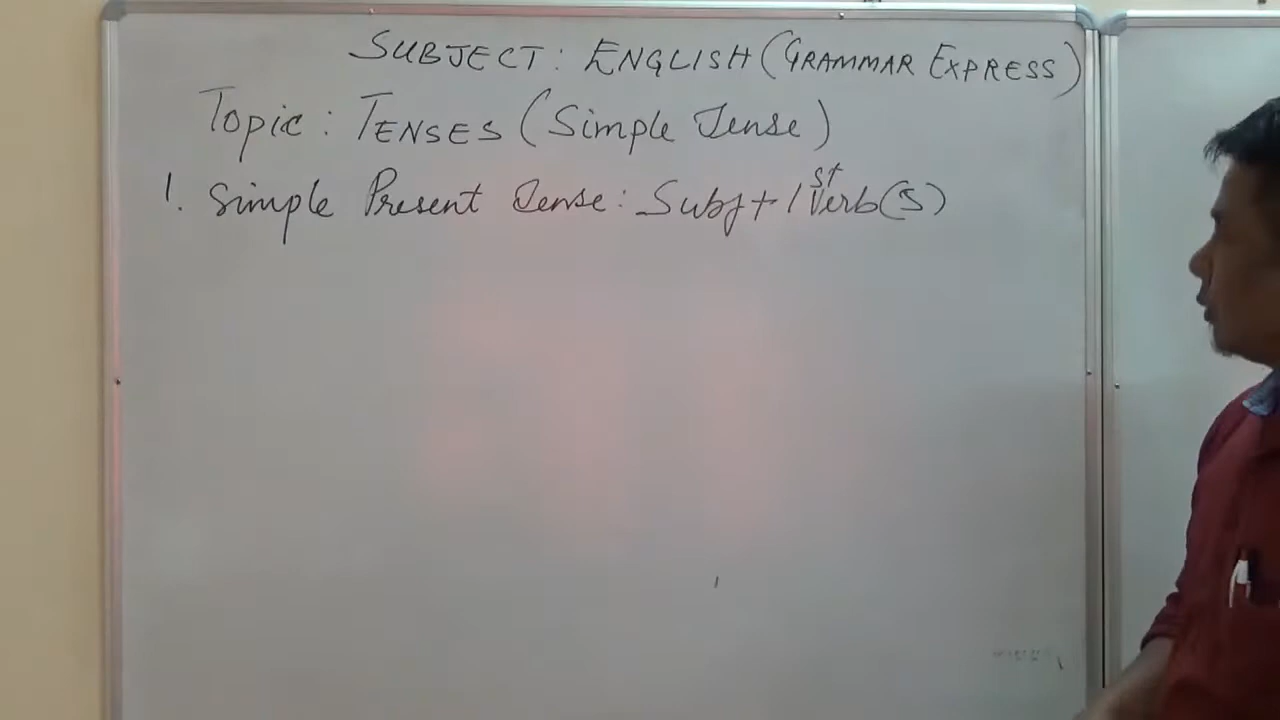 SUBJECT: ENGLISH (GRAMMAR EXPRESS)
Topic: TENSES (Simple Tense)
1. Simple Present Tense: Subj + 1st Verb(s)